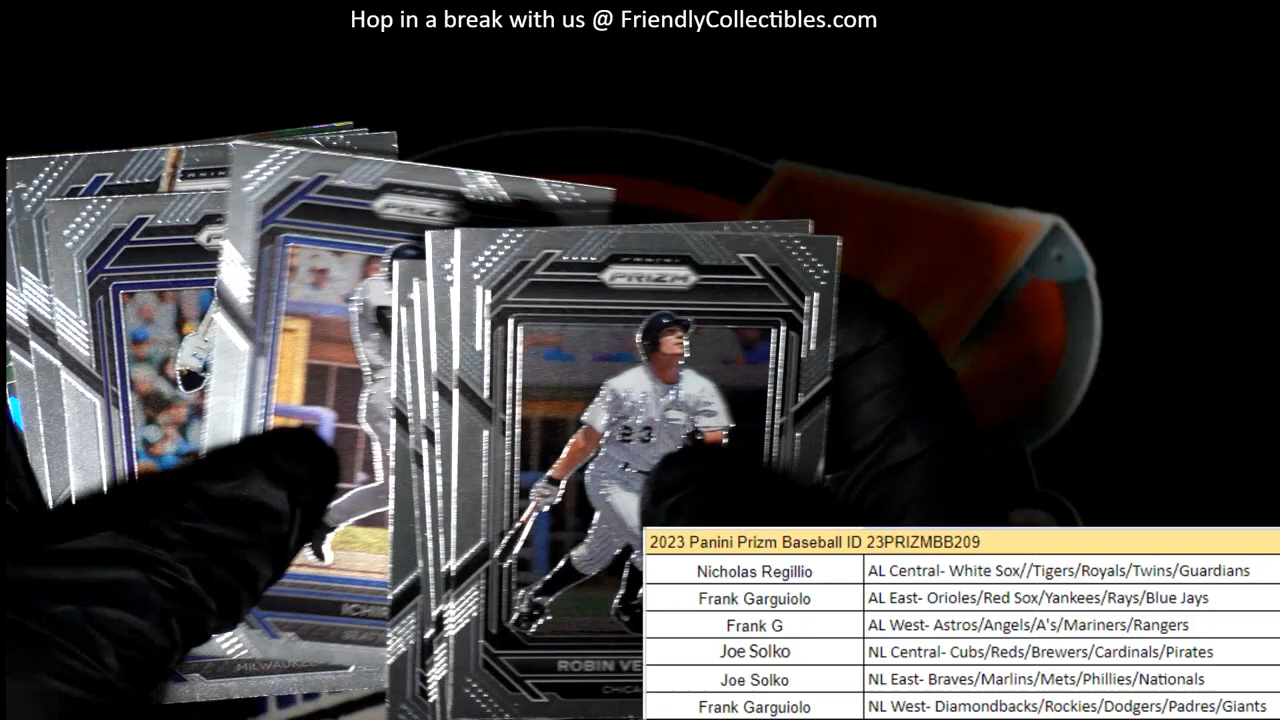 Hop in a break with us @ FriendlyCollectibles.com
PANINI
PRIZM
PRIZM
23
ROBIN VE
MILWAUKEE
2023 Panini Prizm Baseball ID 23PRIZMBB209
Nicholas Regillio AL Central- White Sox//Tigers/Royals/Twins/Guardians
Frank Garguiolo AL East- Orioles/Red Sox/Yankees/Rays/Blue Jays
Frank G AL West- Astros/Angels/A's/Mariners/Rangers
Joe Solko NL Central- Cubs/Reds/Brewers/Cardinals/Pirates
Joe Solko NL East- Braves/Marlins/Mets/Phillies/Nationals
Frank Garguiolo NL West- Diamondbacks/Rockies/Dodgers/Padres/Giants